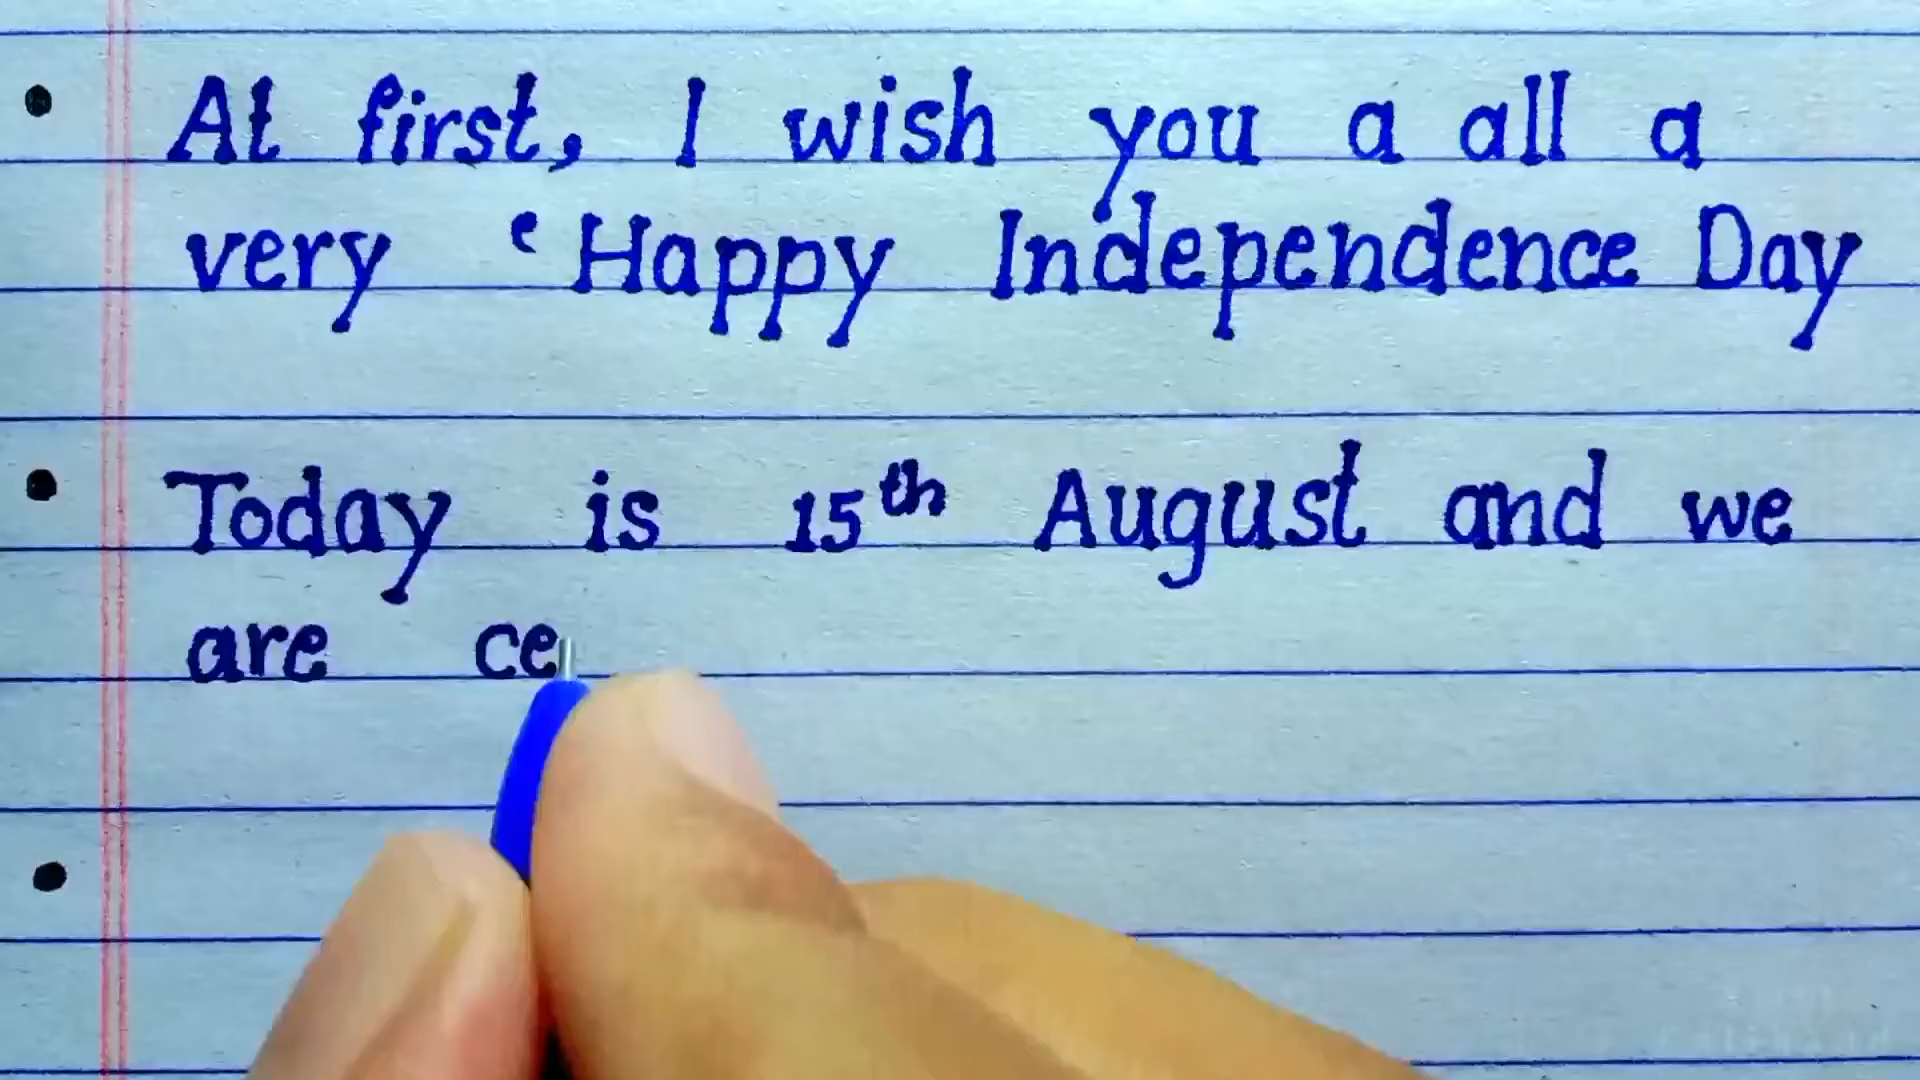 At first, I wish you a all a
very ‘Happy Independence Day
Today is 15th August and we
are ce